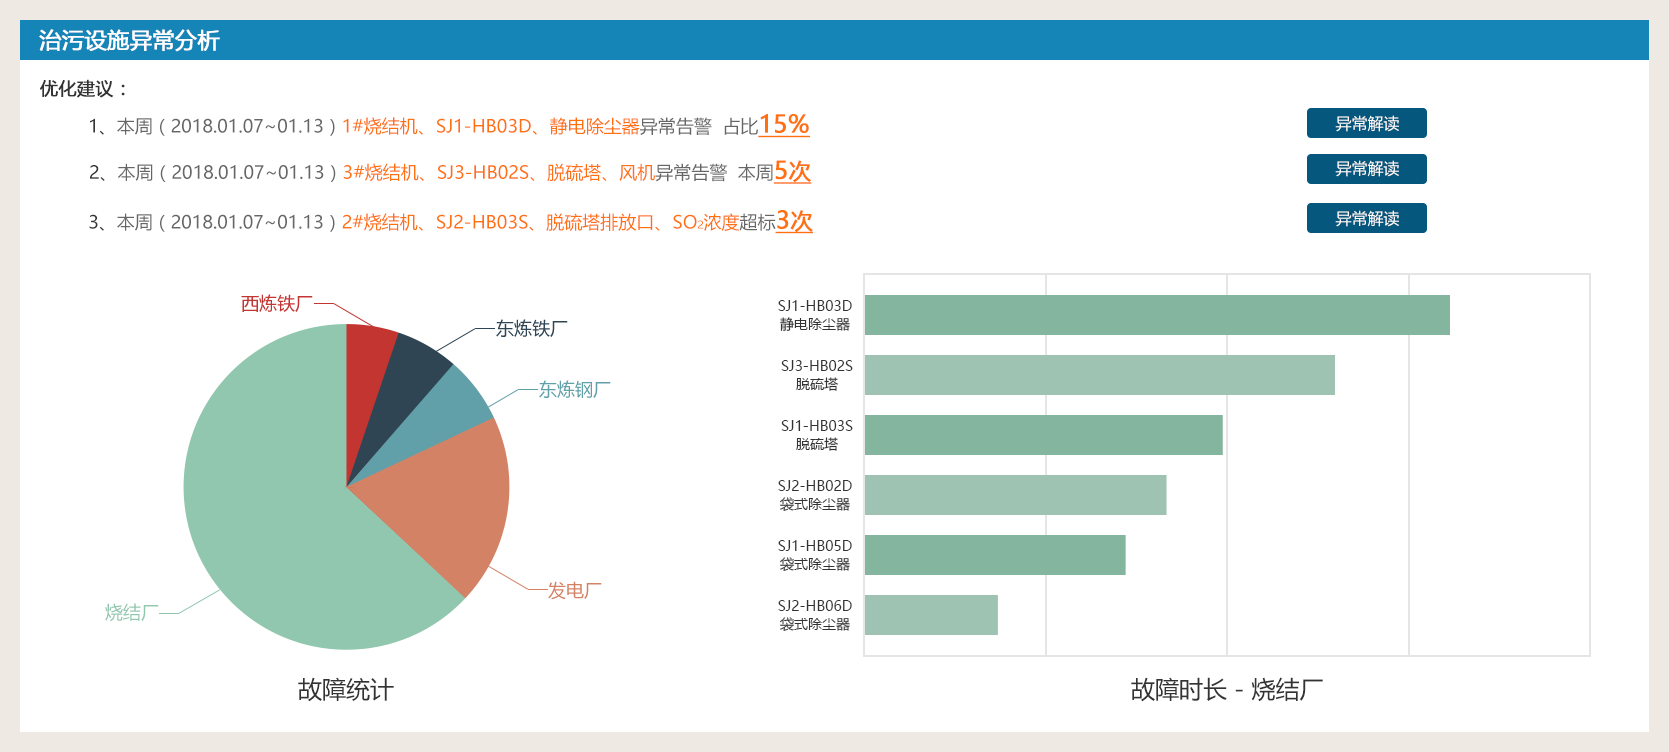 治污设施异常分析
优化建议：
1、本周（2018.01.07~01.13）1#烧结机、SJ1-HB03D、静电除尘器异常告警 占比15%
异常解读
2、本周（2018.01.07~01.13）3#烧结机、SJ3-HB02S、脱硫塔、风机异常告警 本周5次
异常解读
3、本周（2018.01.07~01.13）2#烧结机、SJ2-HB03S、脱硫塔排放口、SO₂浓度超标3次
异常解读
西炼铁厂
东炼铁厂
东炼钢厂
发电厂
烧结厂
故障统计
SJ1-HB03D
静电除尘器
SJ3-HB02S
脱硫塔
SJ1-HB03S
脱硫塔
SJ2-HB02D
袋式除尘器
SJ1-HB05D
袋式除尘器
SJ2-HB06D
袋式除尘器
故障时长 - 烧结厂